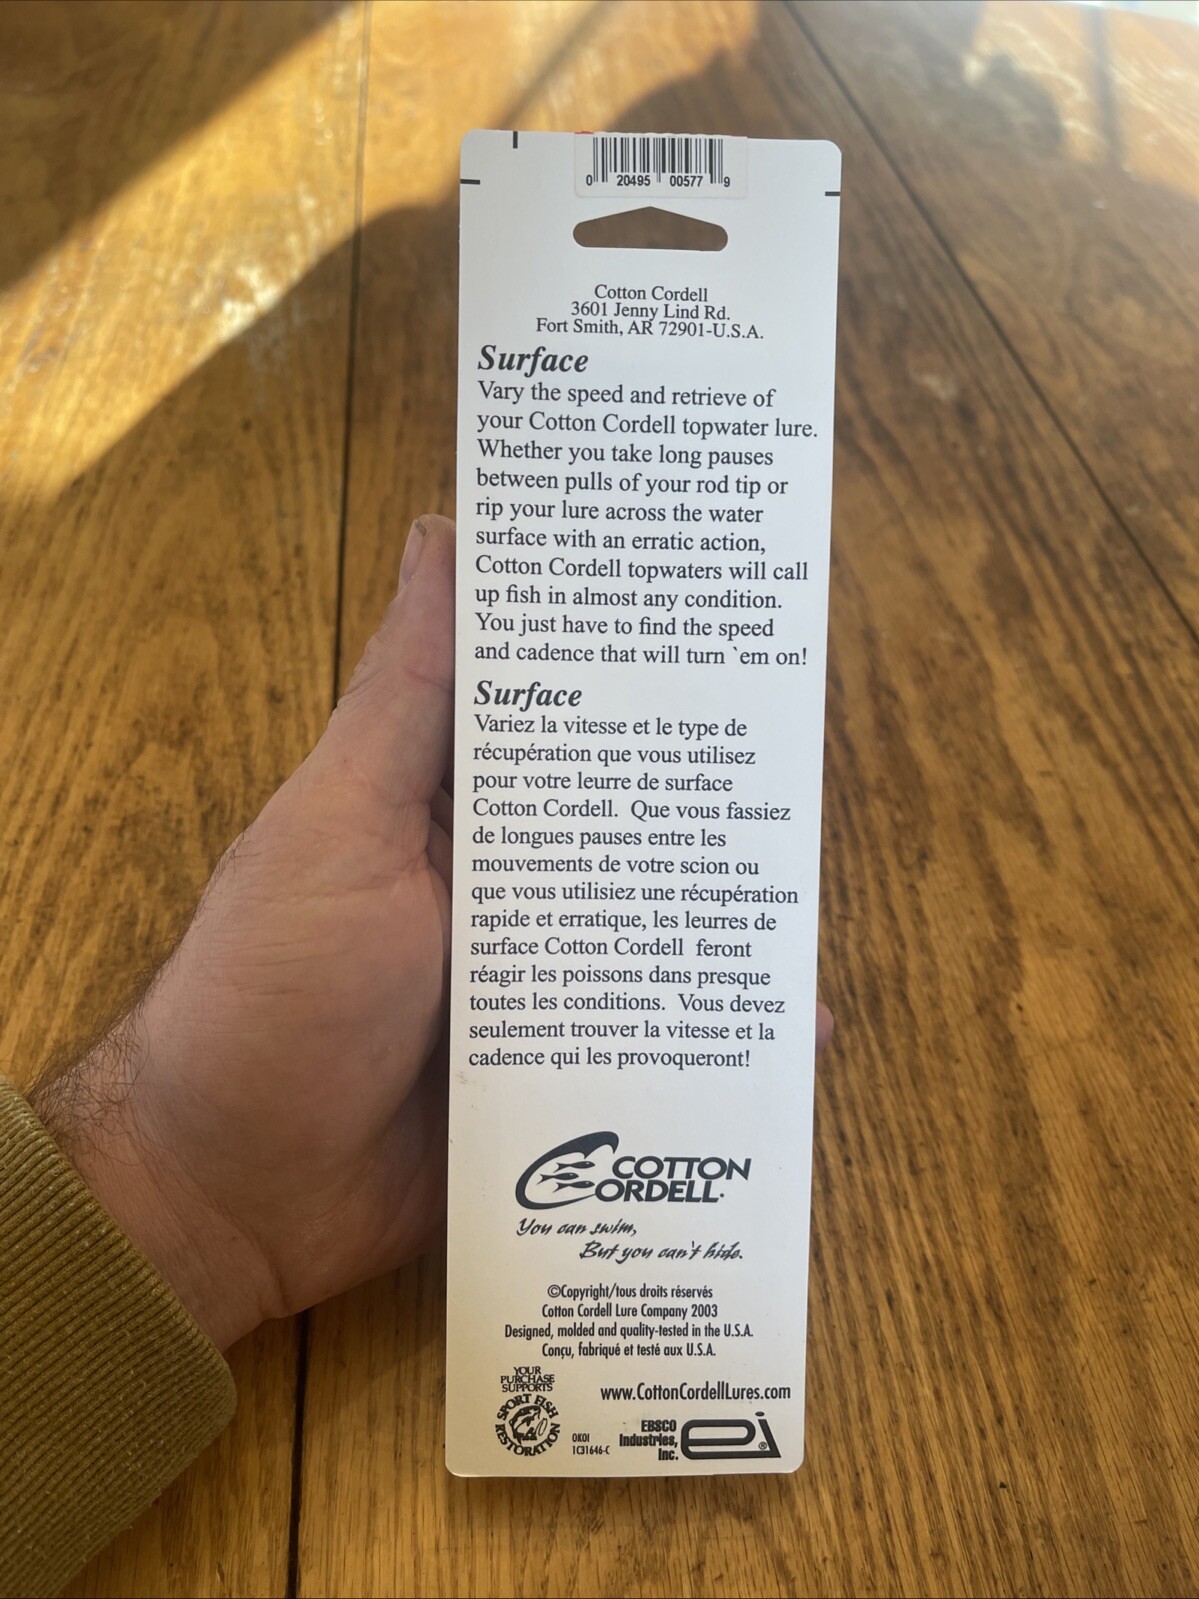 0 20495 00577 9
Cotton Cordell
3601 Jenny Lind Rd.
Fort Smith, AR 72901-U.S.A.
Surface
Vary the speed and retrieve of
your Cotton Cordell topwater lure.
Whether you take long pauses
between pulls of your rod tip or
rip your lure across the water
surface with an erratic action,
Cotton Cordell topwaters will call
up fish in almost any condition.
You just have to find the speed
and cadence that will turn `em on!
Surface
Variez la vitesse et le type de
récupération que vous utilisez
pour votre leurre de surface
Cotton Cordell.  Que vous fassiez
de longues pauses entre les
mouvements de votre scion ou
que vous utilisiez une récupération
rapide et erratique, les leurres de
surface Cotton Cordell  feront
réagir les poissons dans presque
toutes les conditions.  Vous devez
seulement trouver la vitesse et la
cadence qui les provoqueront!
COTTON
CORDELL
You can swim,
But you can't hide.
©Copyright/tous droits réservés
Cotton Cordell Lure Company 2003
Designed, molded and quality-tested in the U.S.A.
Conçu, fabriqué et testé aux U.S.A.
YOUR
PURCHASE
SUPPORTS
SPORT FISH
RESTORATION
www.CottonCordellLures.com
OKOI
1C31646-C
EBSCO
Industries,
Inc.
ei®